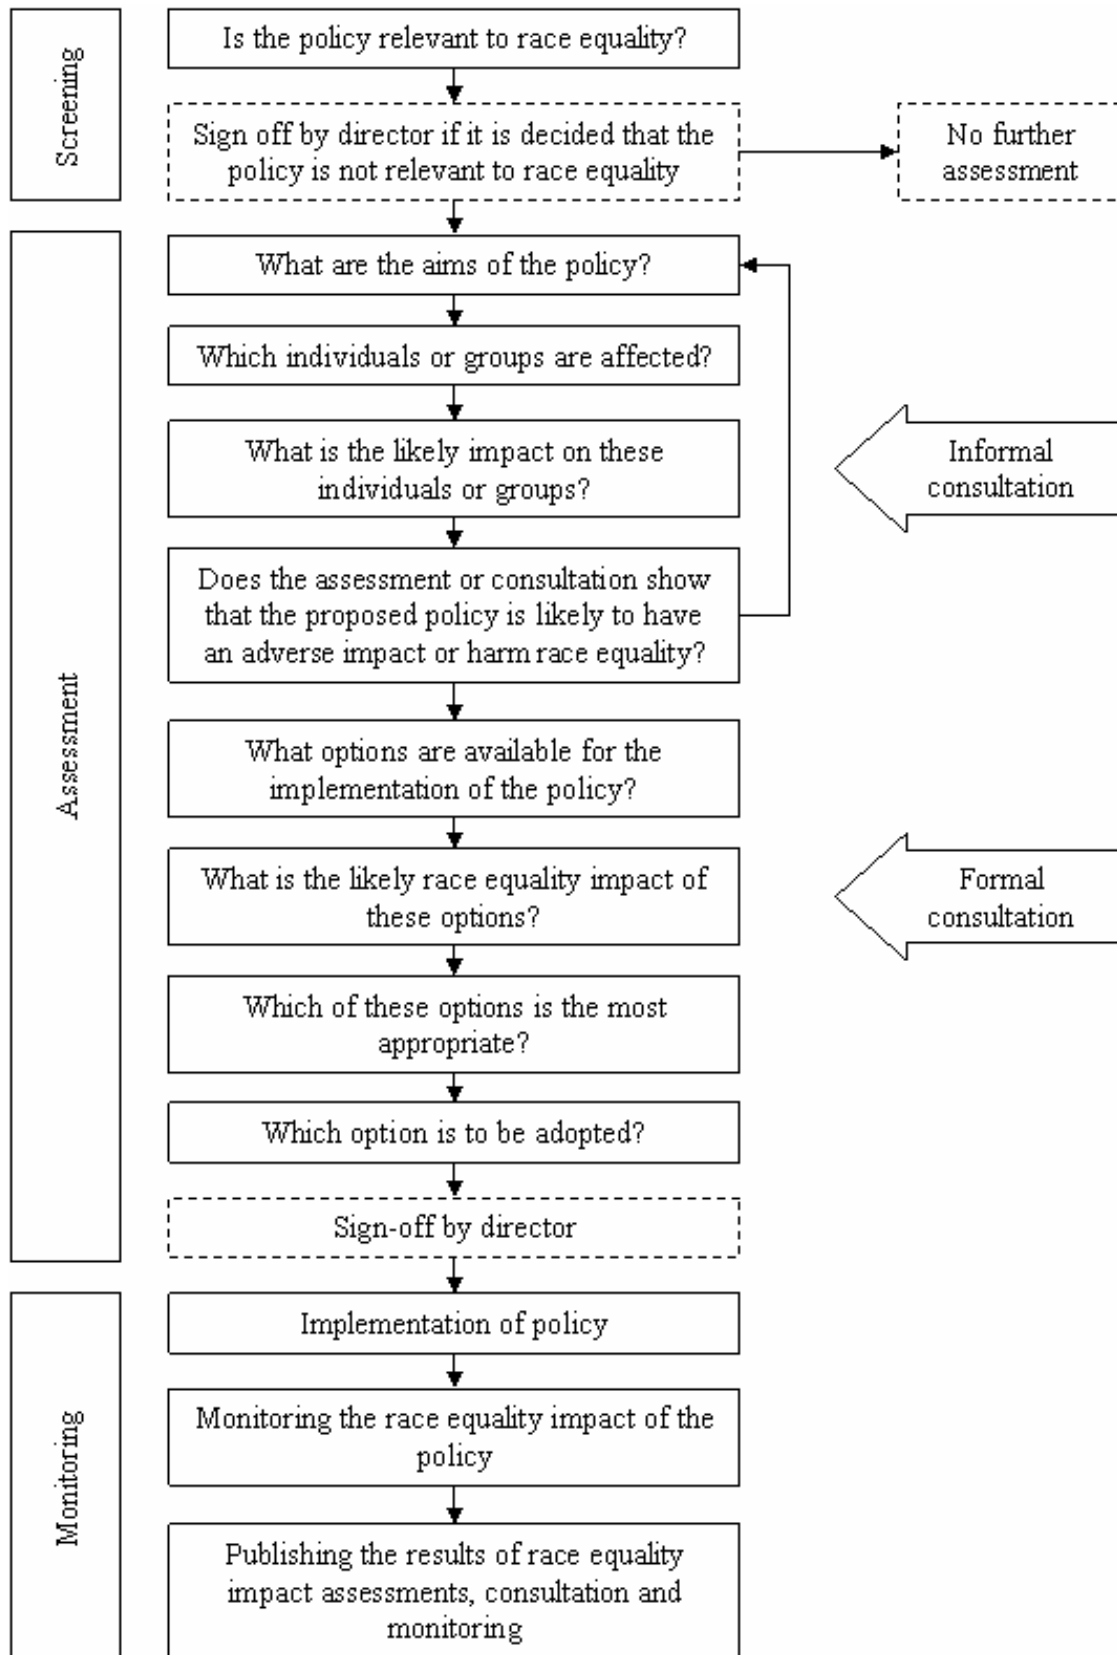 Screening
Is the policy relevant to race equality?
Sign off by director if it is decided that the
policy is not relevant to race equality
No further
assessment
Assessment
What are the aims of the policy?
Which individuals or groups are affected?
What is the likely impact on these
individuals or groups?
Informal
consultation
Does the assessment or consultation show
that the proposed policy is likely to have
an adverse impact or harm race equality?
What options are available for the
implementation of the policy?
What is the likely race equality impact of
these options?
Formal
consultation
Which of these options is the most
appropriate?
Which option is to be adopted?
Sign-off by director
Monitoring
Implementation of policy
Monitoring the race equality impact of the
policy
Publishing the results of race equality
impact assessments, consultation and
monitoring